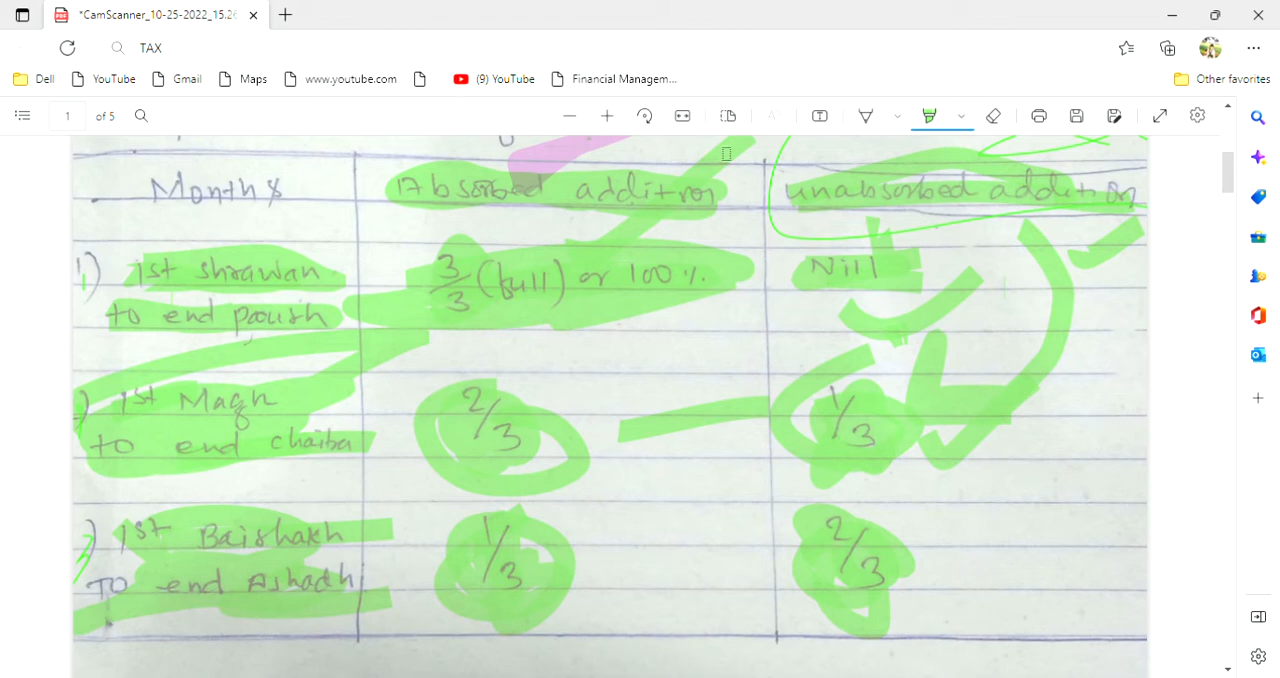 *CamScanner_10-25-2022_15.26
TAX
Dell YouTube Gmail Maps www.youtube.com (9) YouTube Financial Managem... Other favorites
1 of 5
Months absorbed addition unabsorbed addition
1) 1st shrawan 3/3 (full) or 100%. Nill
to end poush
2) 1st Magh 2/3 1/3
to end chaitra
3) 1st Baishakh 1/3 2/3
TO end Ashadh